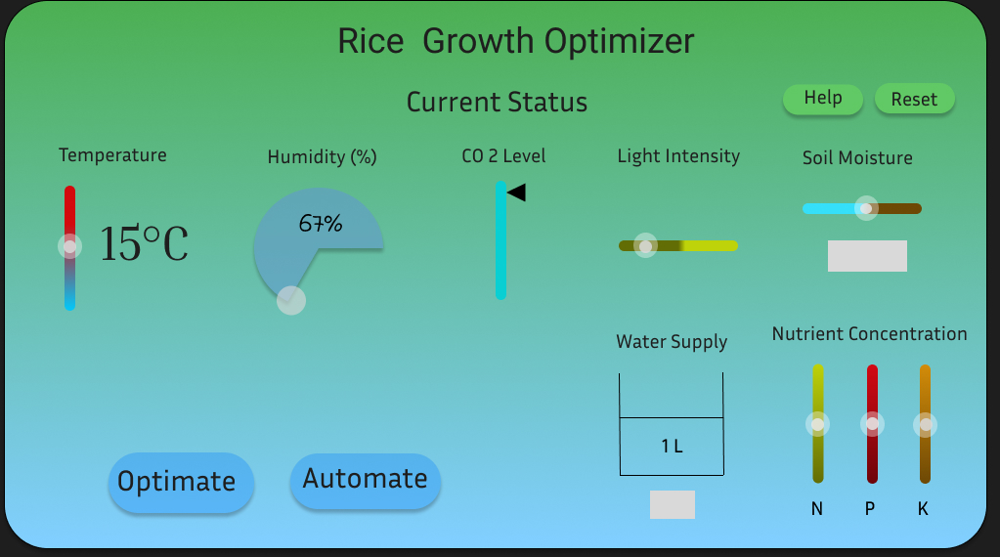 Rice Growth Optimizer
Current Status
Help
Reset
Temperature
Humidity (%)
CO 2 Level
Light Intensity
Soil Moisture
15°C
67%
Water Supply
Nutrient Concentration
1 L
Optimate
Automate
N P K